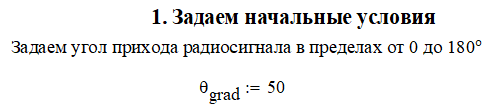 1. Задаем начальные условия
Задаем угол прихода радиосигнала в пределах от 0 до 180°
θgrad := 50